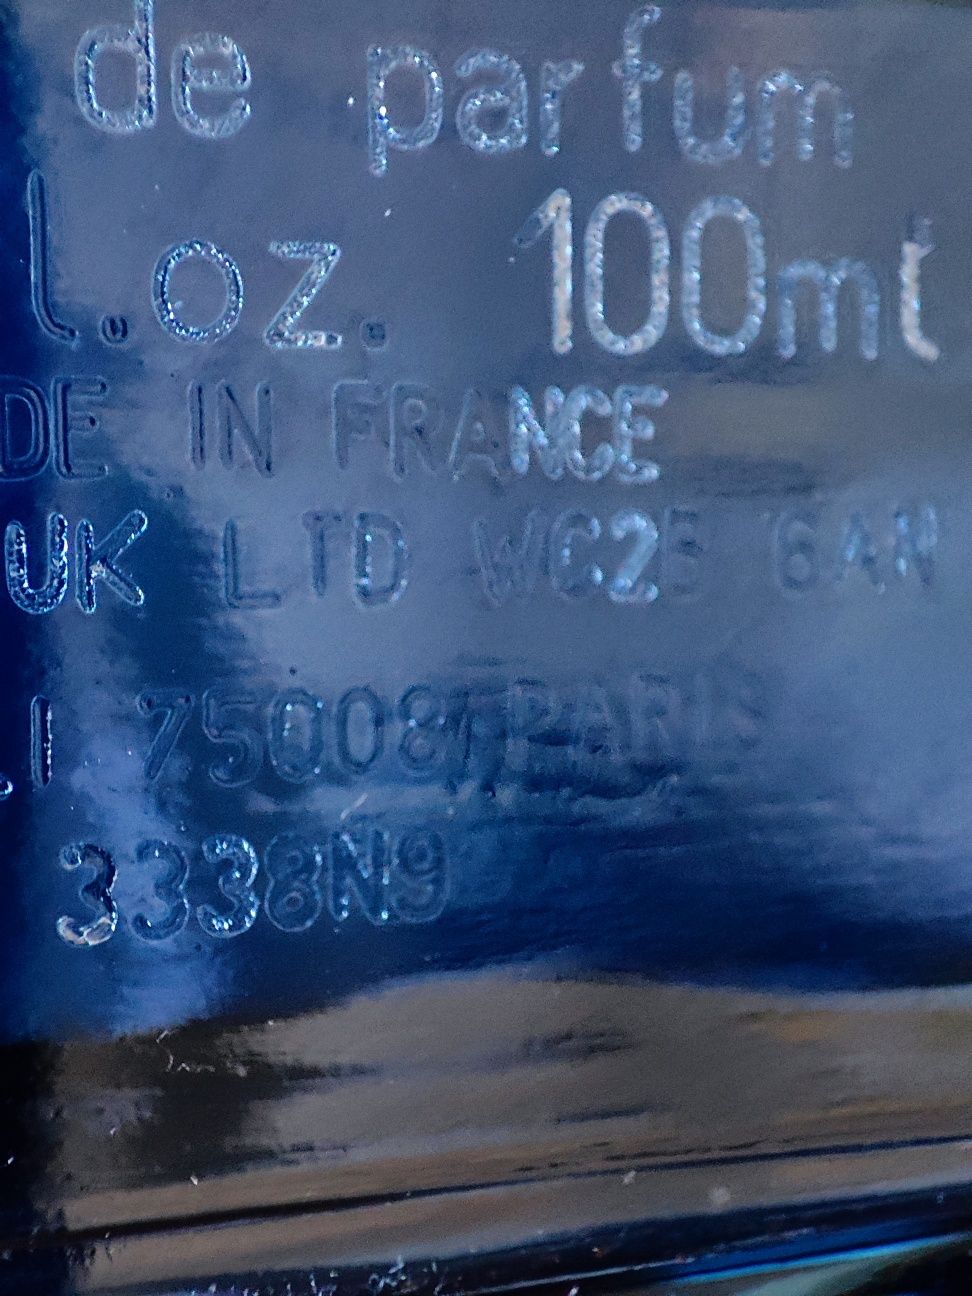 de parfum
l.oz. 100ml
DE IN FRANCE
UK LTD WC2E 6AN
I 75008 PARIS
3338N9